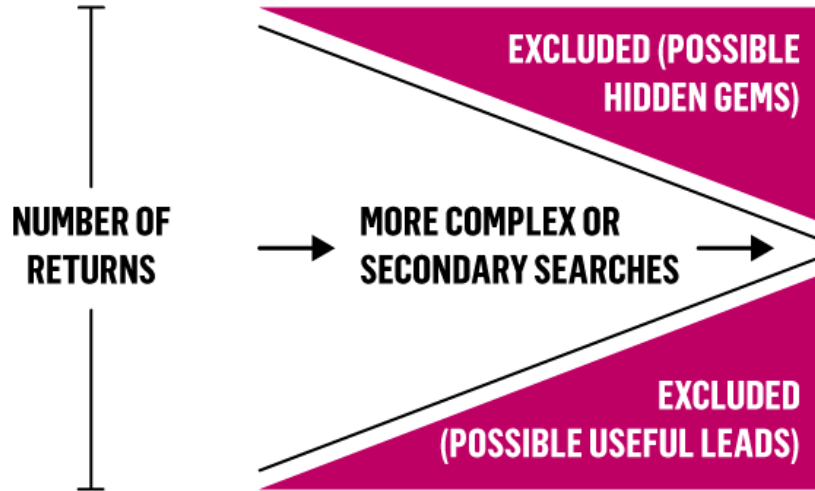 EXCLUDED (POSSIBLE
HIDDEN GEMS)
NUMBER OF
RETURNS
MORE COMPLEX OR
SECONDARY SEARCHES
EXCLUDED
(POSSIBLE USEFUL LEADS)